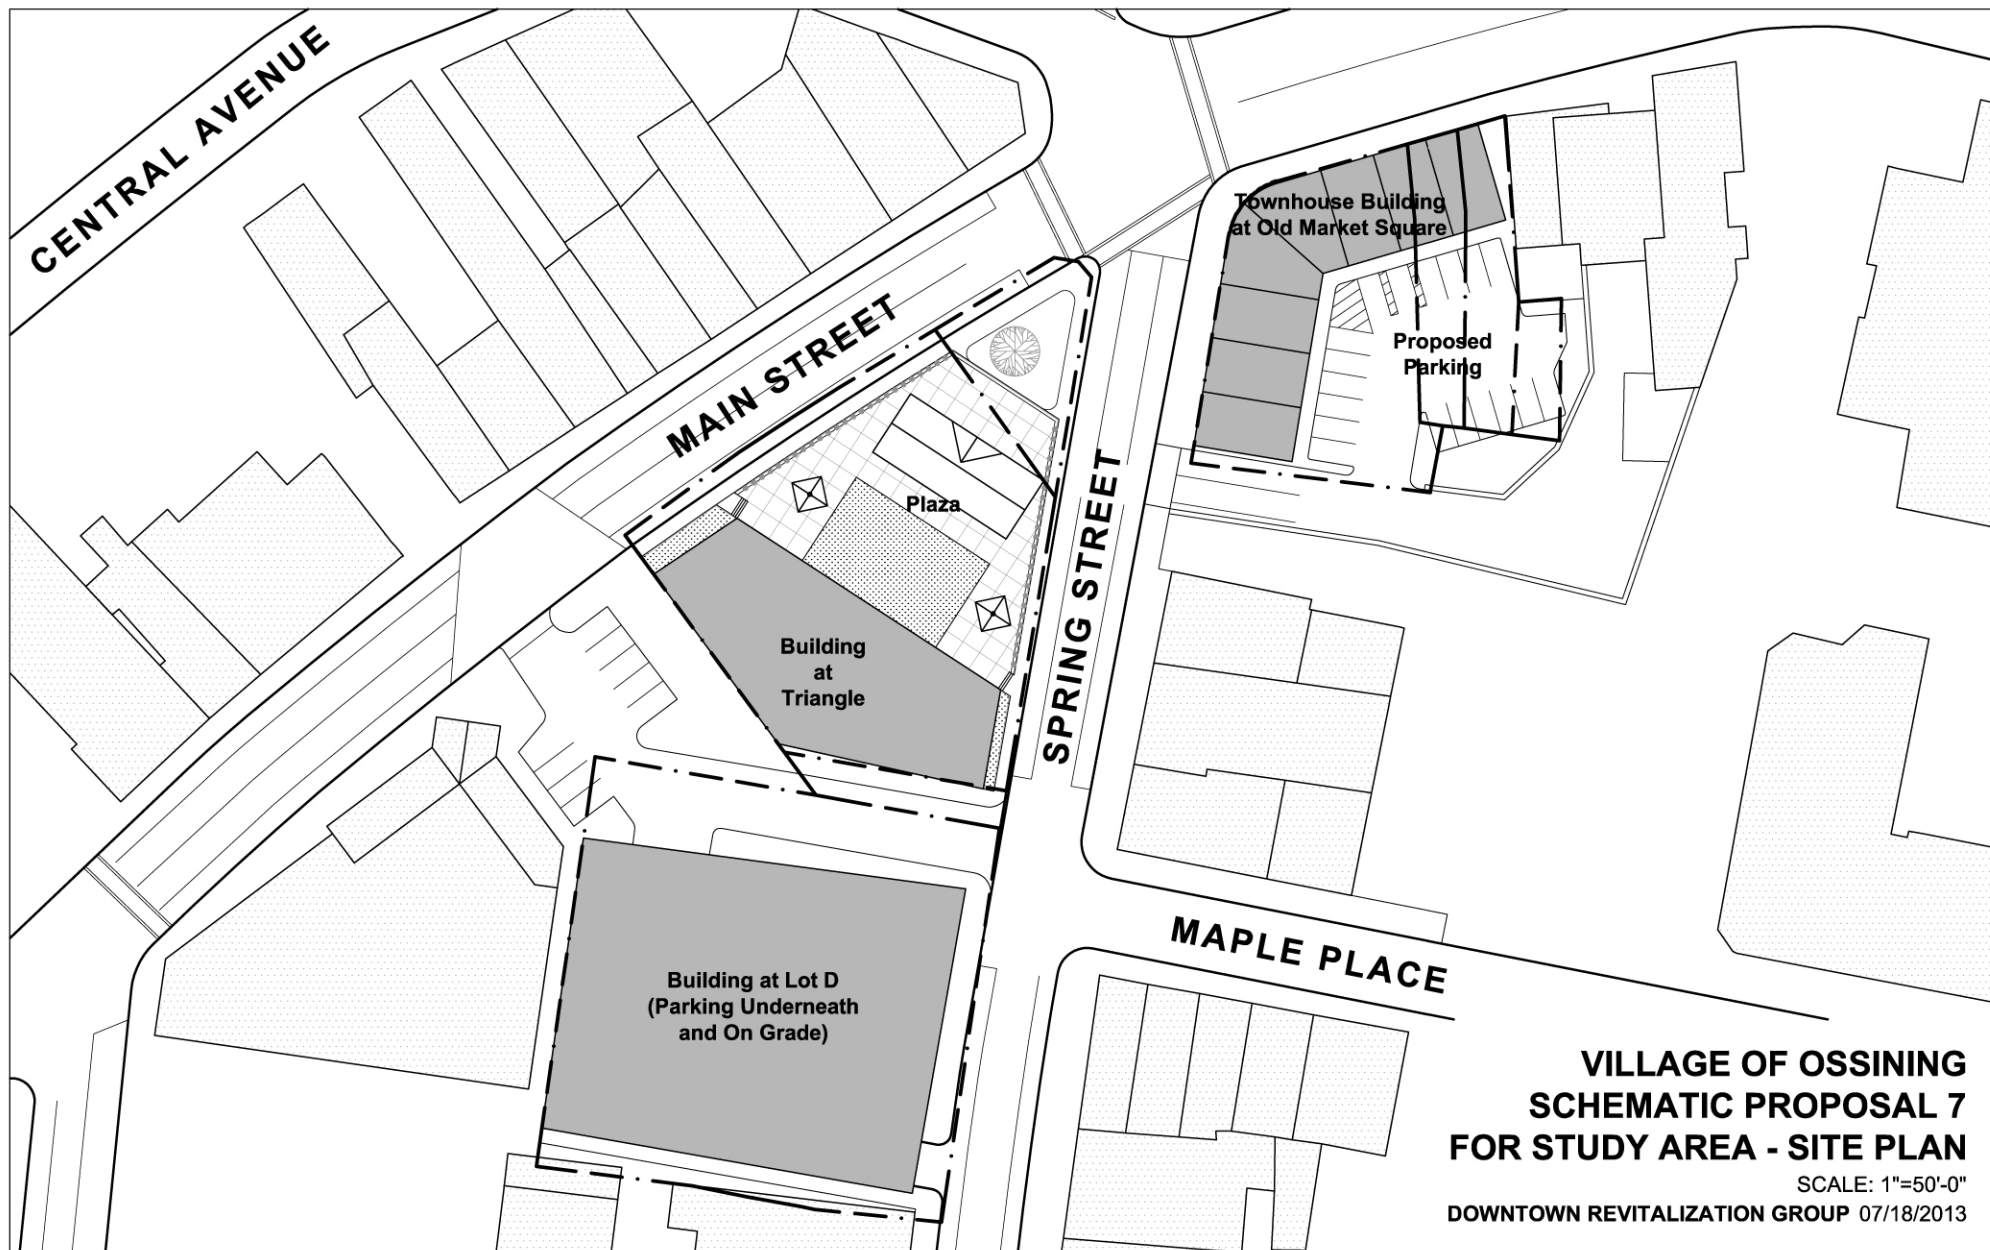 CENTRAL AVENUE
Townhouse Building
at Old Market Square
MAIN STREET
Proposed
Parking
Plaza
SPRING STREET
Building
at
Triangle
MAPLE PLACE
Building at Lot D
(Parking Underneath
and On Grade)
VILLAGE OF OSSINING
SCHEMATIC PROPOSAL 7
FOR STUDY AREA - SITE PLAN
SCALE: 1"=50'-0"
DOWNTOWN REVITALIZATION GROUP 07/18/2013